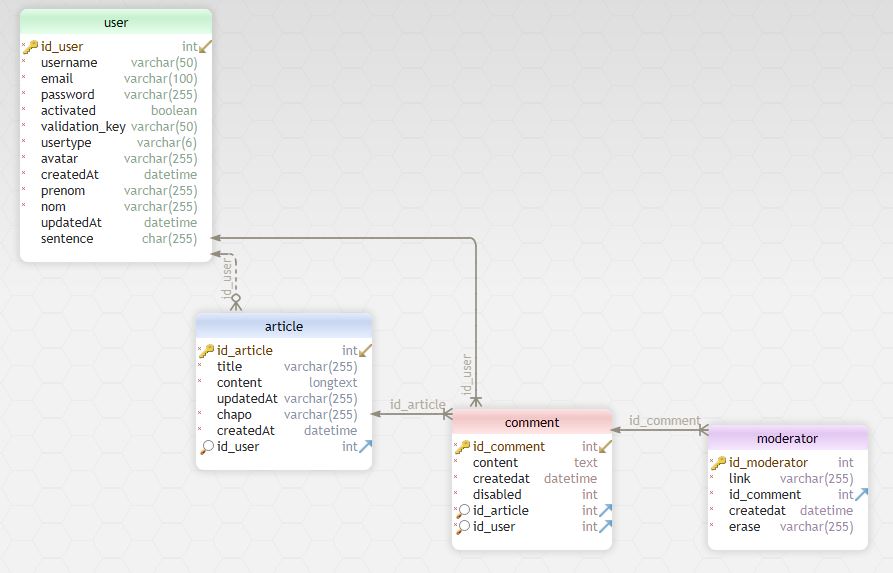 user
id_user int
username varchar(50)
email varchar(100)
password varchar(255)
activated boolean
validation_key varchar(50)
usertype varchar(6)
avatar varchar(255)
createdAt datetime
prenom varchar(255)
nom varchar(255)
updatedAt datetime
sentence char(255)
id_user
article
id_article int
title varchar(255)
content longtext
updatedAt varchar(255)
chapo varchar(255)
createdAt datetime
id_user int
id_article
id_user
comment
id_comment int
content text
createdat datetime
disabled int
id_article int
id_user int
id_comment
moderator
id_moderator int
link varchar(255)
id_comment int
createdat datetime
erase varchar(255)